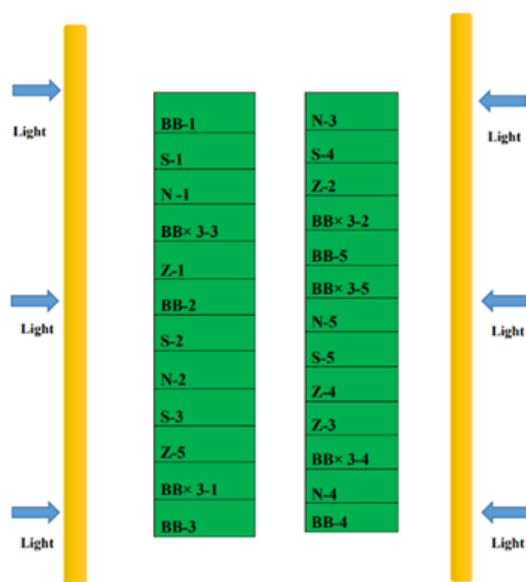 Light
BB-1
S-1
N -1
BB× 3-3
Z-1
BB-2
S-2
N-2
S-3
Z-5
BB× 3-1
BB-3
N-3
S-4
Z-2
BB× 3-2
BB-5
BB× 3-5
N-5
S-5
Z-4
Z-3
BB× 3-4
N-4
BB-4
Light
Light
Light
Light
Light